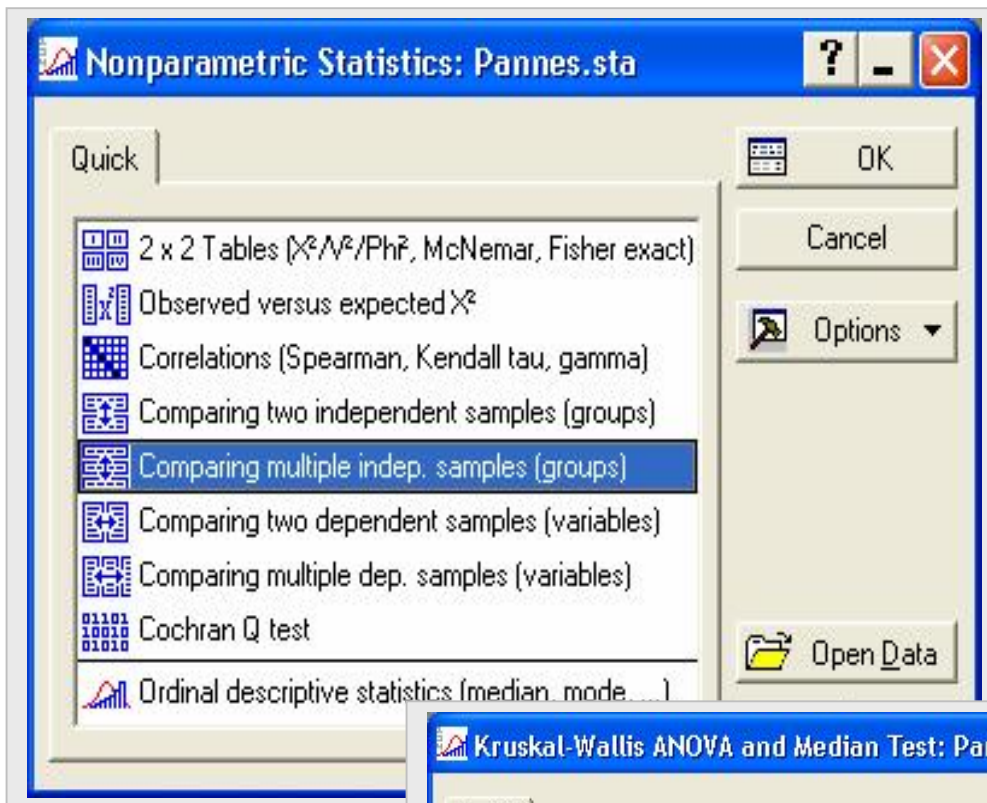 Nonparametric Statistics: Pannes.sta
Quick
OK
Cancel
Options
Open Data
2 x 2 Tables (X²/V²/Phi², McNemar, Fisher exact)
Observed versus expected X²
Correlations (Spearman, Kendall tau, gamma)
Comparing two independent samples (groups)
Comparing multiple indep. samples (groups)
Comparing two dependent samples (variables)
Comparing multiple dep. samples (variables)
Cochran Q test
Ordinal descriptive statistics (median, mode, ...)
Kruskal-Wallis ANOVA and Median Test: